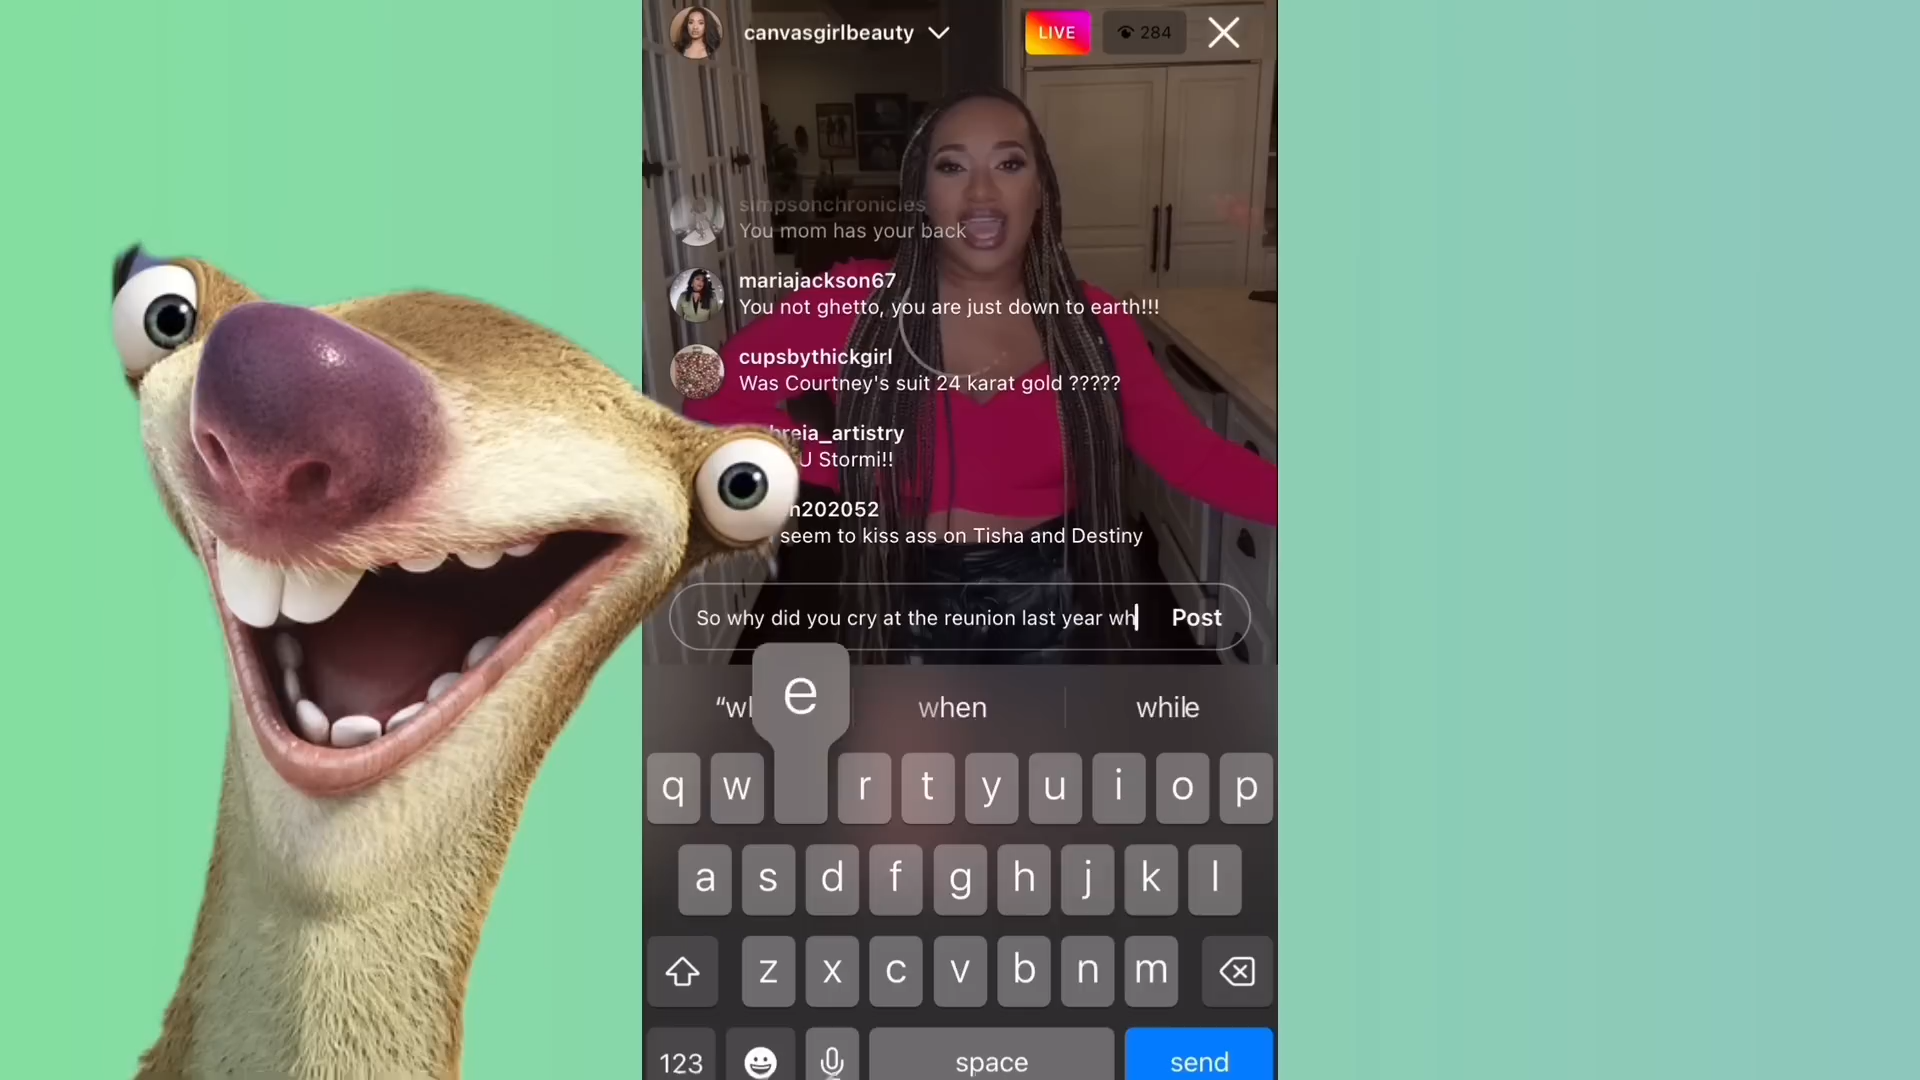 canvasgirlbeauty
LIVE
284
simpsonchronicles
You mom has your back
mariajackson67
You not ghetto, you are just down to earth!!!
cupsbythickgirl
Was Courtney's suit 24 karat gold ?????
reia_artistry
U Stormi!!
n202052
seem to kiss ass on Tisha and Destiny
So why did you cry at the reunion last year wh
Post
e
when
while
q w r t y u i o p
a s d f g h j k l
z x c v b n m
123
space
send